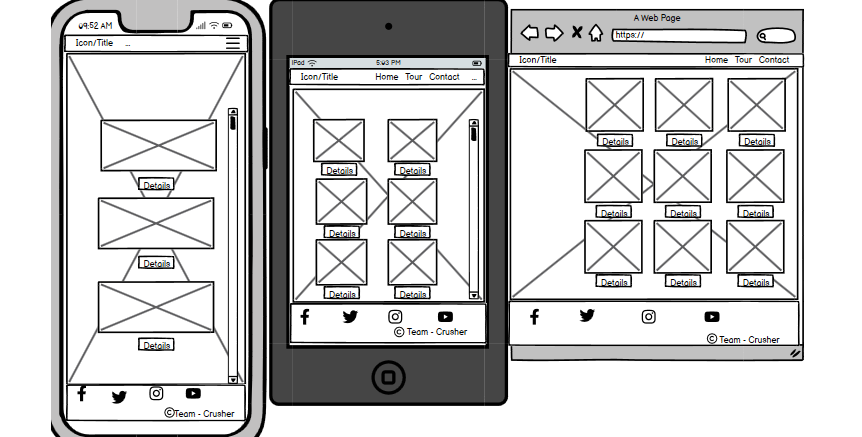 09:52 AM
Icon/Title ...
Details
Details
Details
©Team - Crusher
iPod 5:03 PM
Icon/Title Home Tour Contact ...
Details Details
Details Details
Details Details
© Team - Crusher
A Web Page
https://
Icon/Title Home Tour Contact
Details Details Details
Details Details Details
Details Details Details
© Team - Crusher